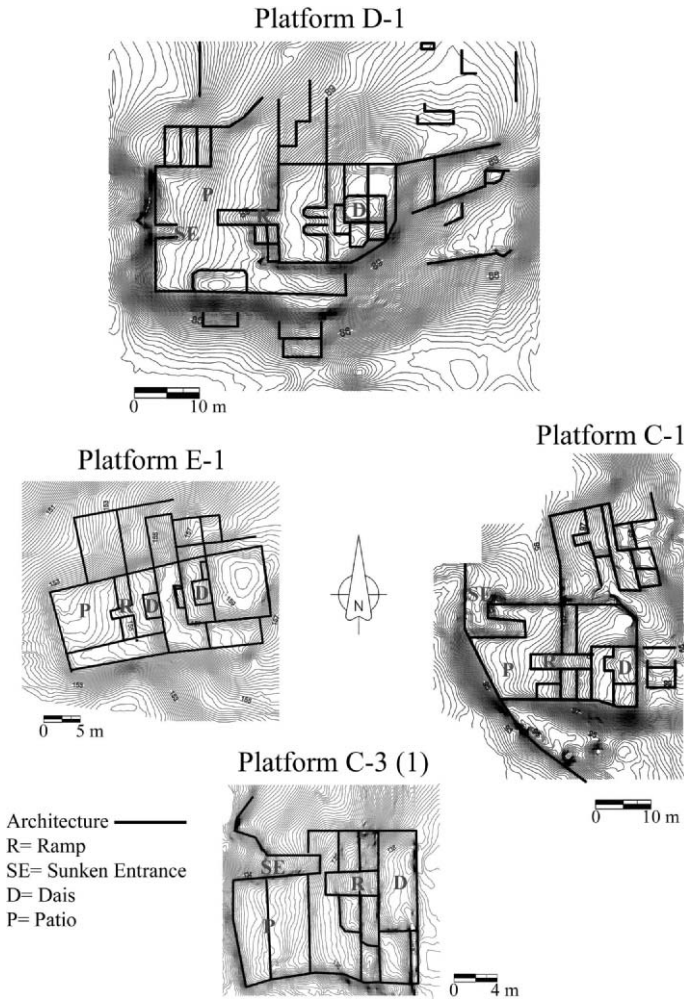 Platform D-1
P
R
SE
D
0 10 m
Platform E-1
P
R
D
D
0 5 m
N
Platform C-1
SE
P
R
D
0 10 m
Platform C-3 (1)
SE
R
D
P
0 4 m
Architecture
R= Ramp
SE= Sunken Entrance
D= Dais
P= Patio